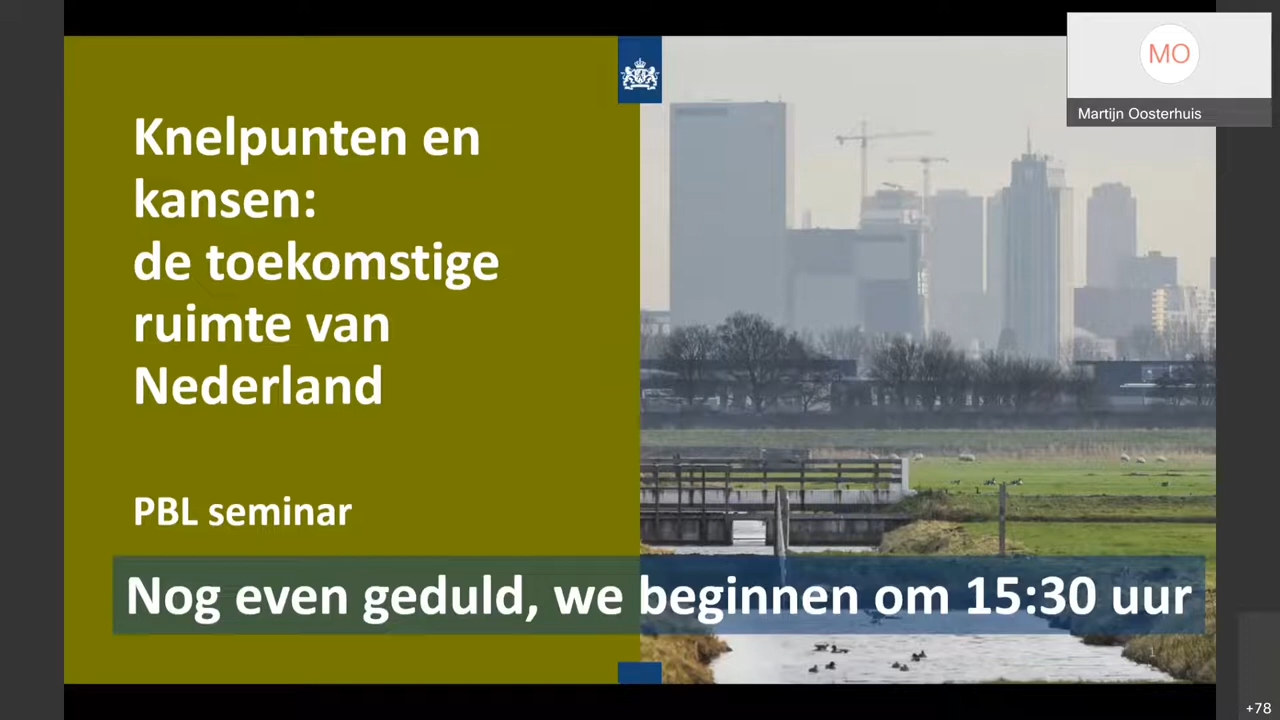 Knelpunten en
kansen:
de toekomstige
ruimte van
Nederland
PBL seminar
Nog even geduld, we beginnen om 15:30 uur
1
MO
Martijn Oosterhuis
+78